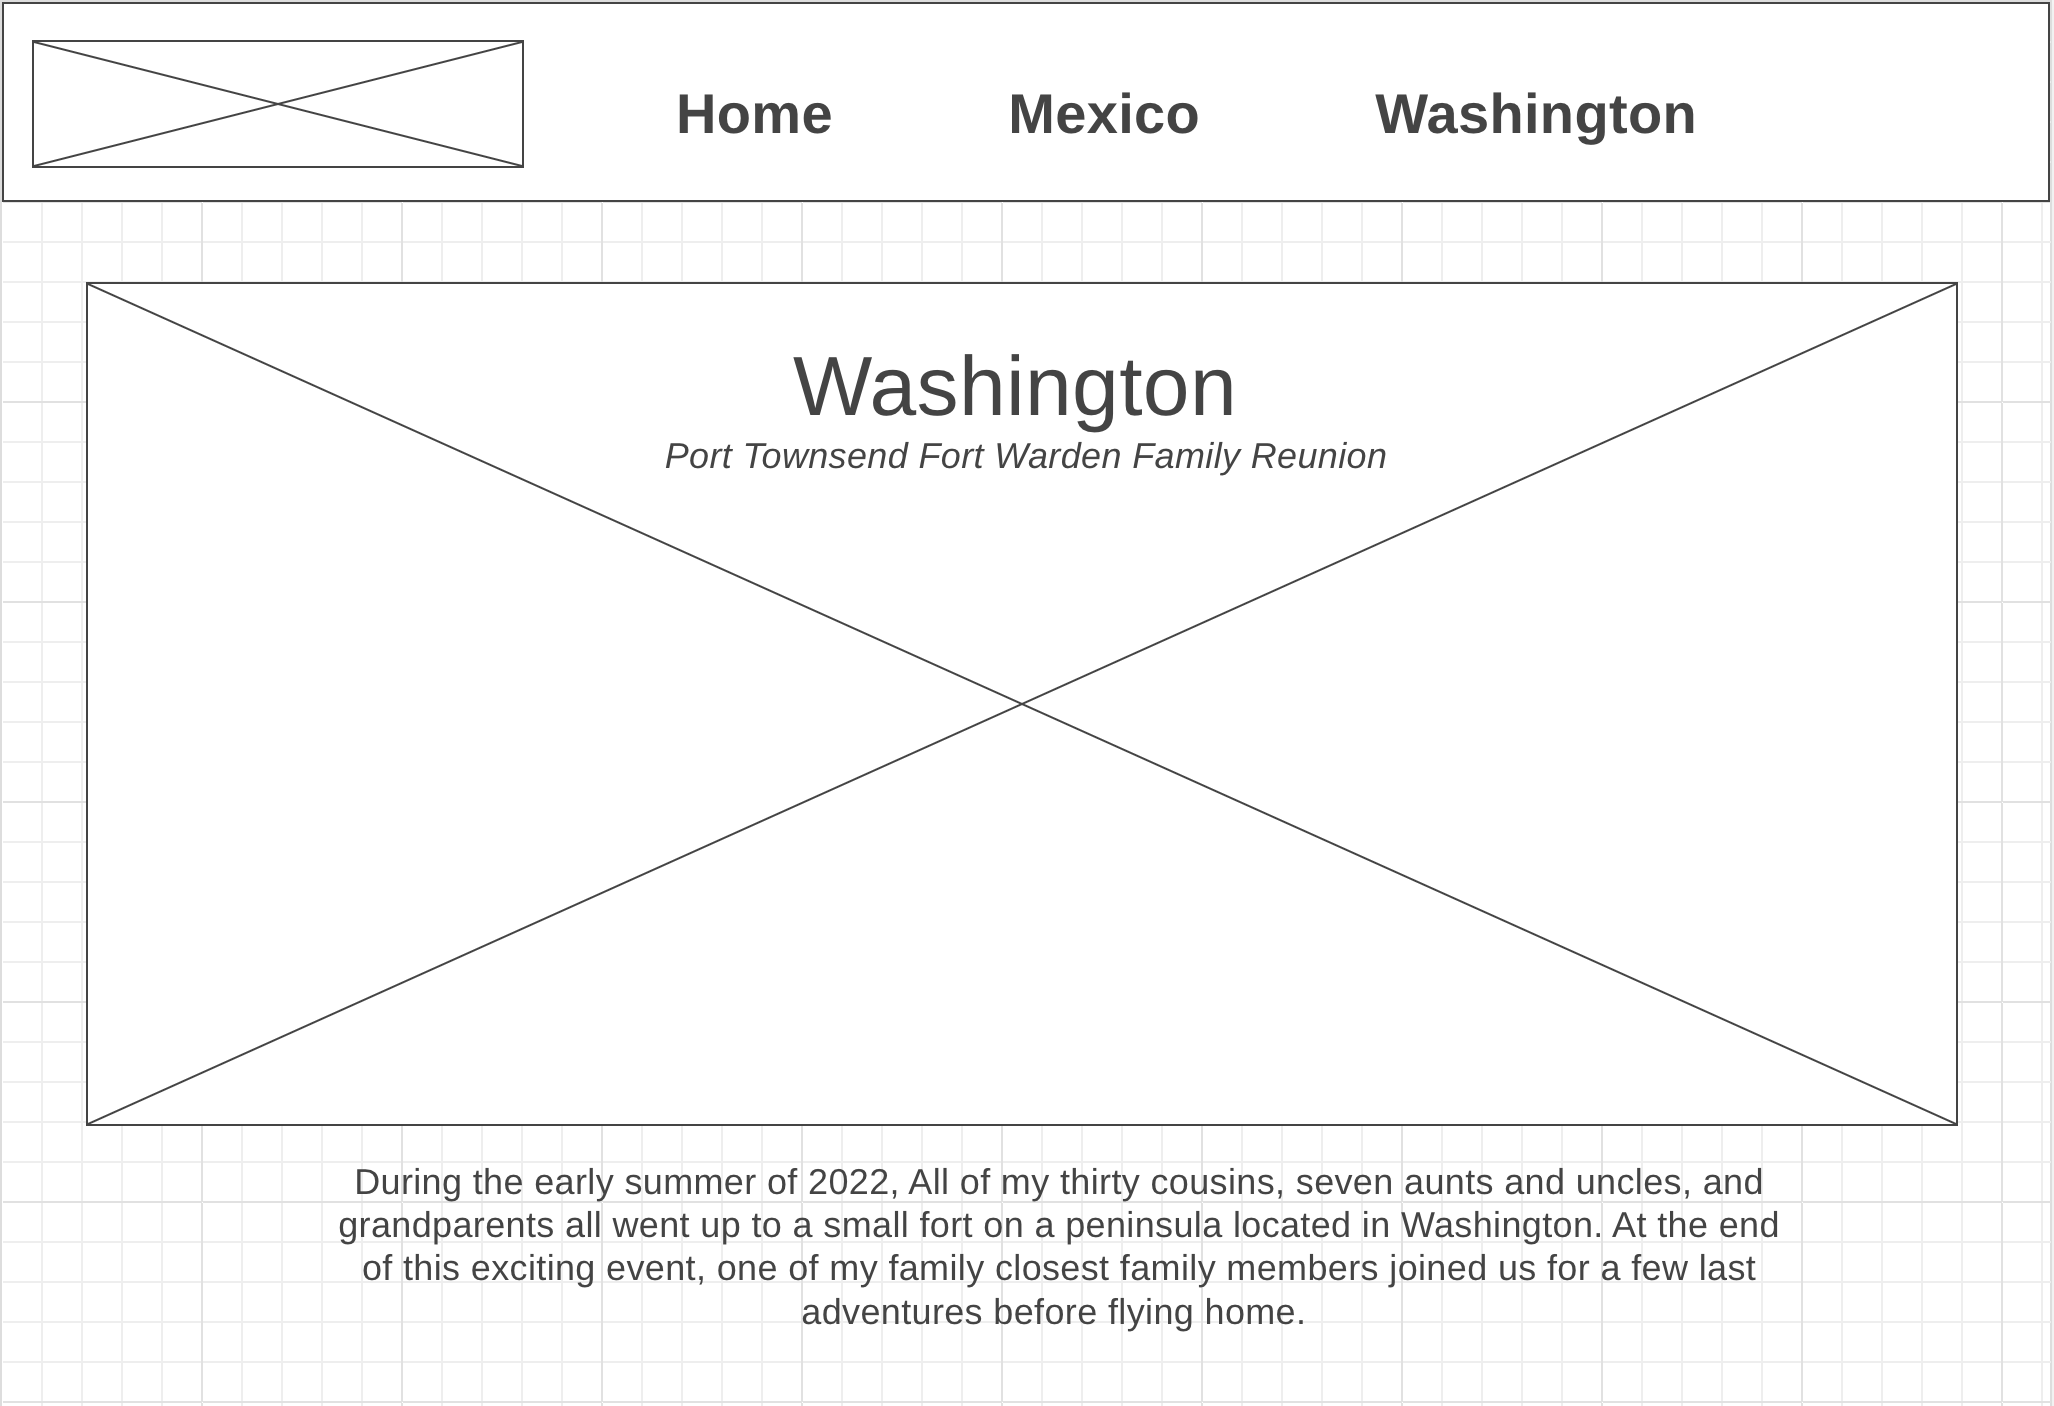 Home Mexico Washington
Washington
Port Townsend Fort Warden Family Reunion
During the early summer of 2022, All of my thirty cousins, seven aunts and uncles, and
grandparents all went up to a small fort on a peninsula located in Washington. At the end
of this exciting event, one of my family closest family members joined us for a few last
adventures before flying home.